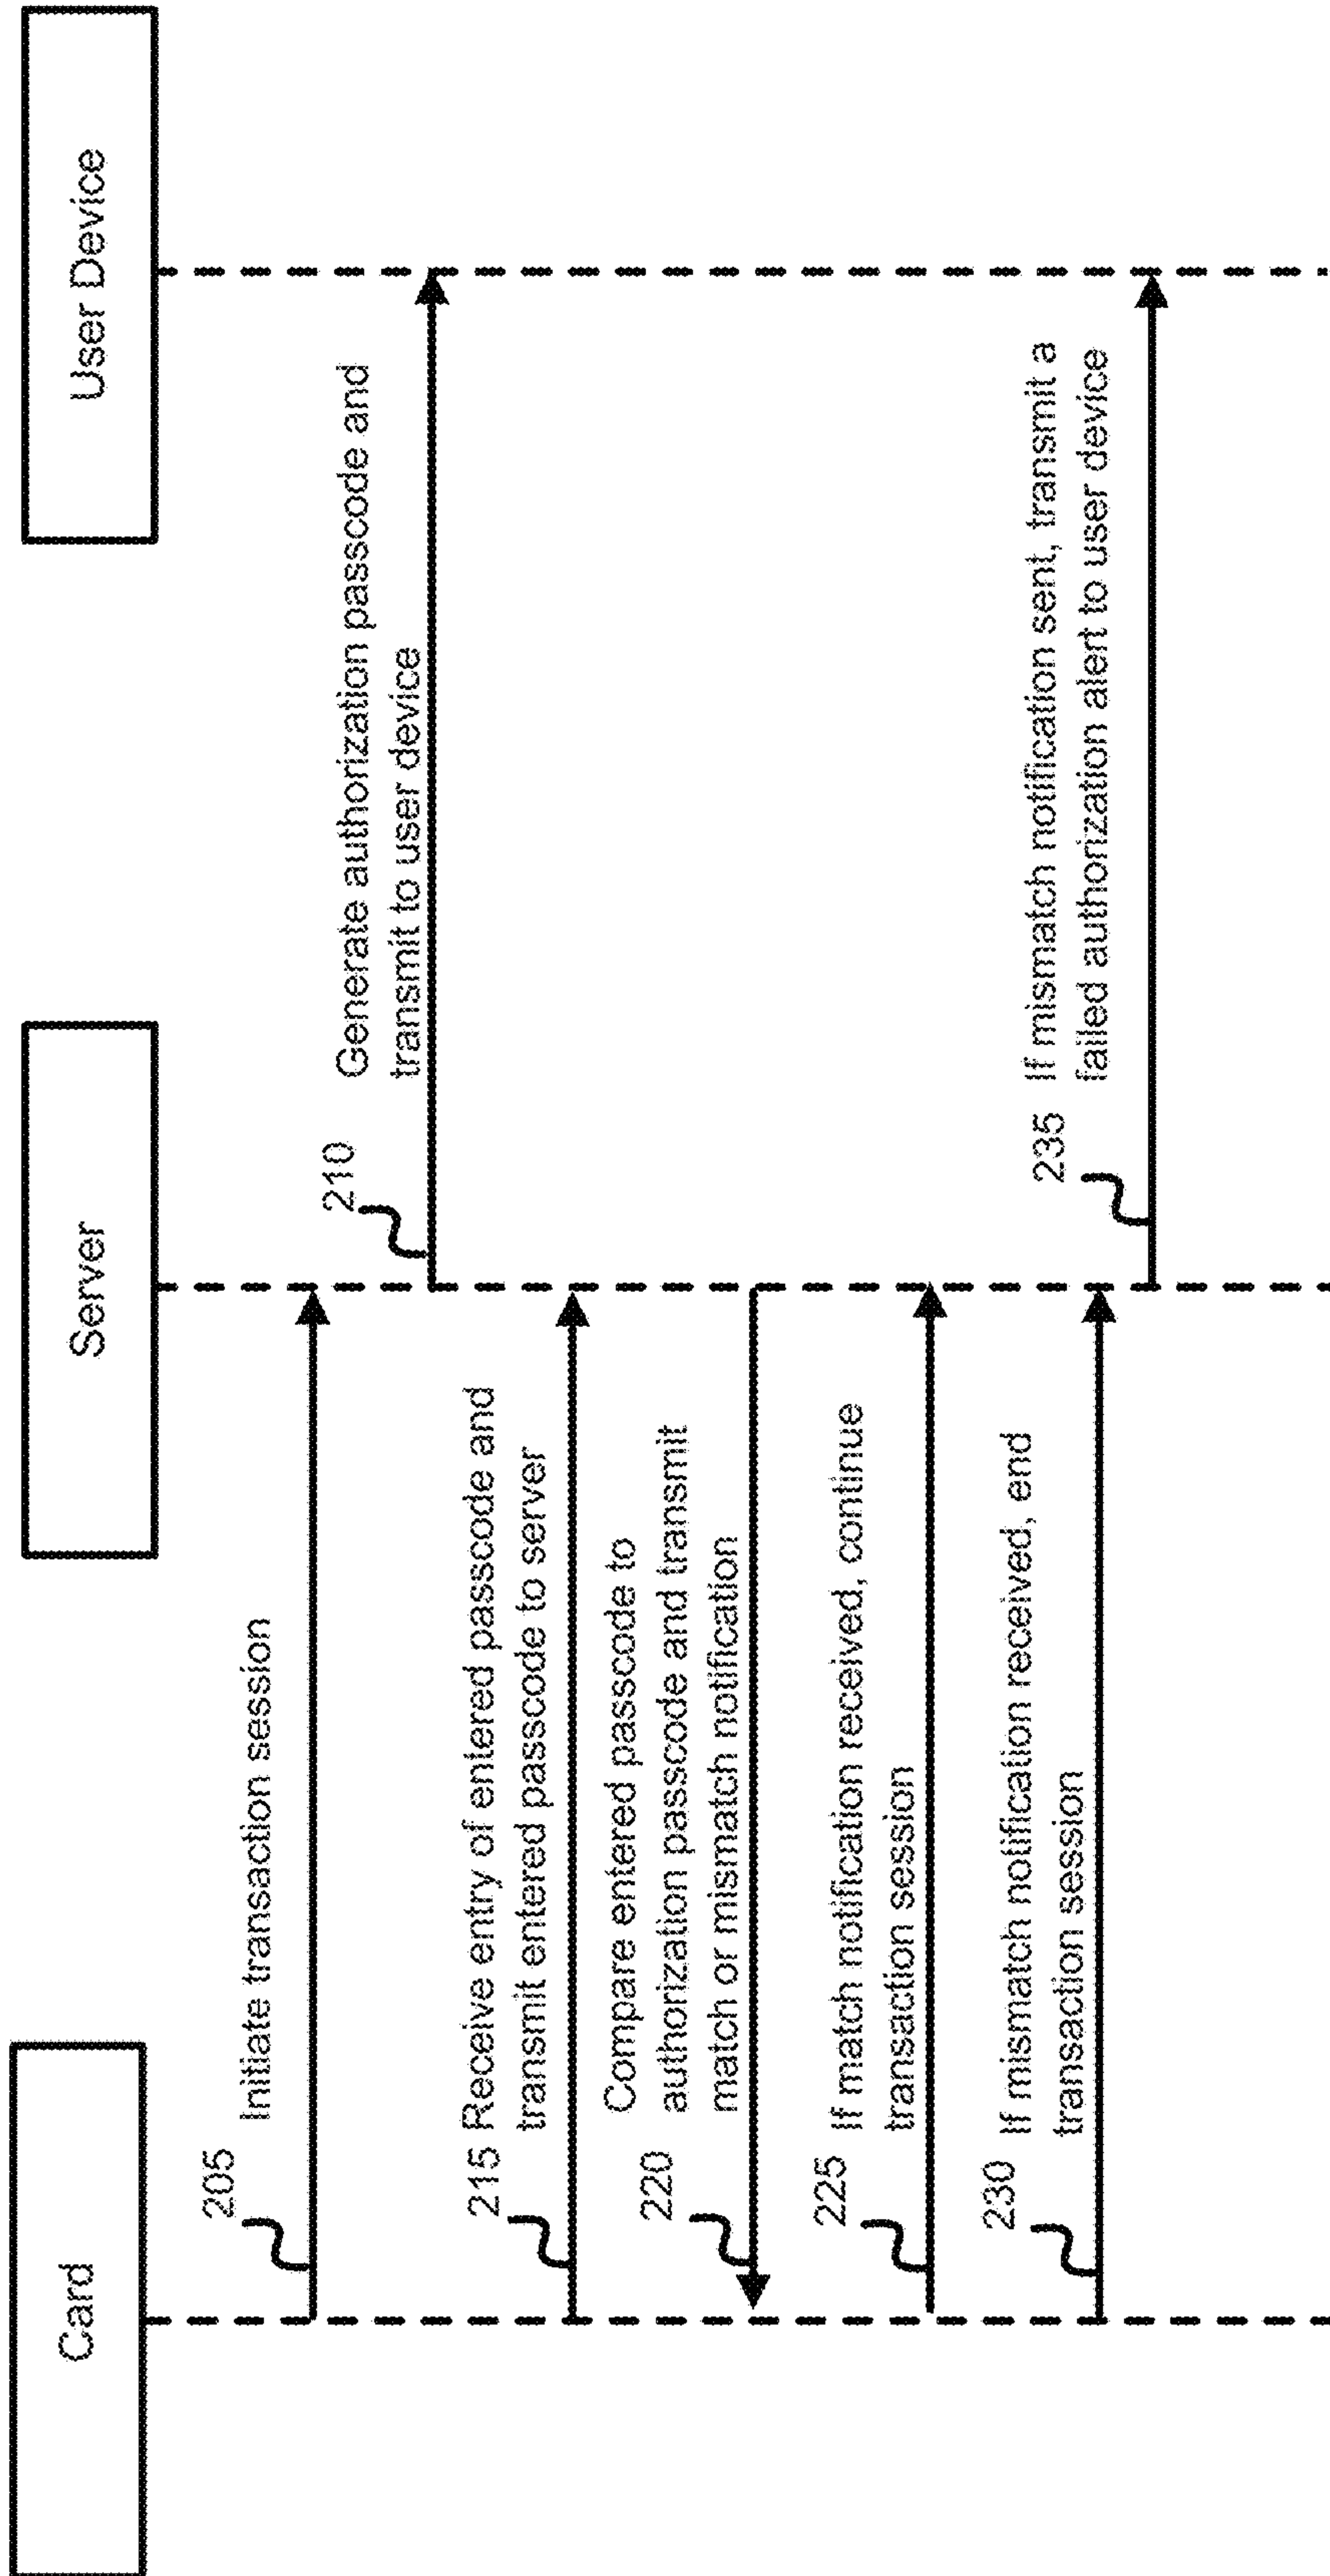 Card
Server
User Device
205
Initiate transaction session
210
Generate authorization passcode and
transmit to user device
215 Receive entry of entered passcode and
transmit entered passcode to server
220
Compare entered passcode to
authorization passcode and transmit
match or mismatch notification
225
If match notification received, continue
transaction session
230
If mismatch notification received, end
transaction session
235
If mismatch notification sent, transmit a
failed authorization alert to user device